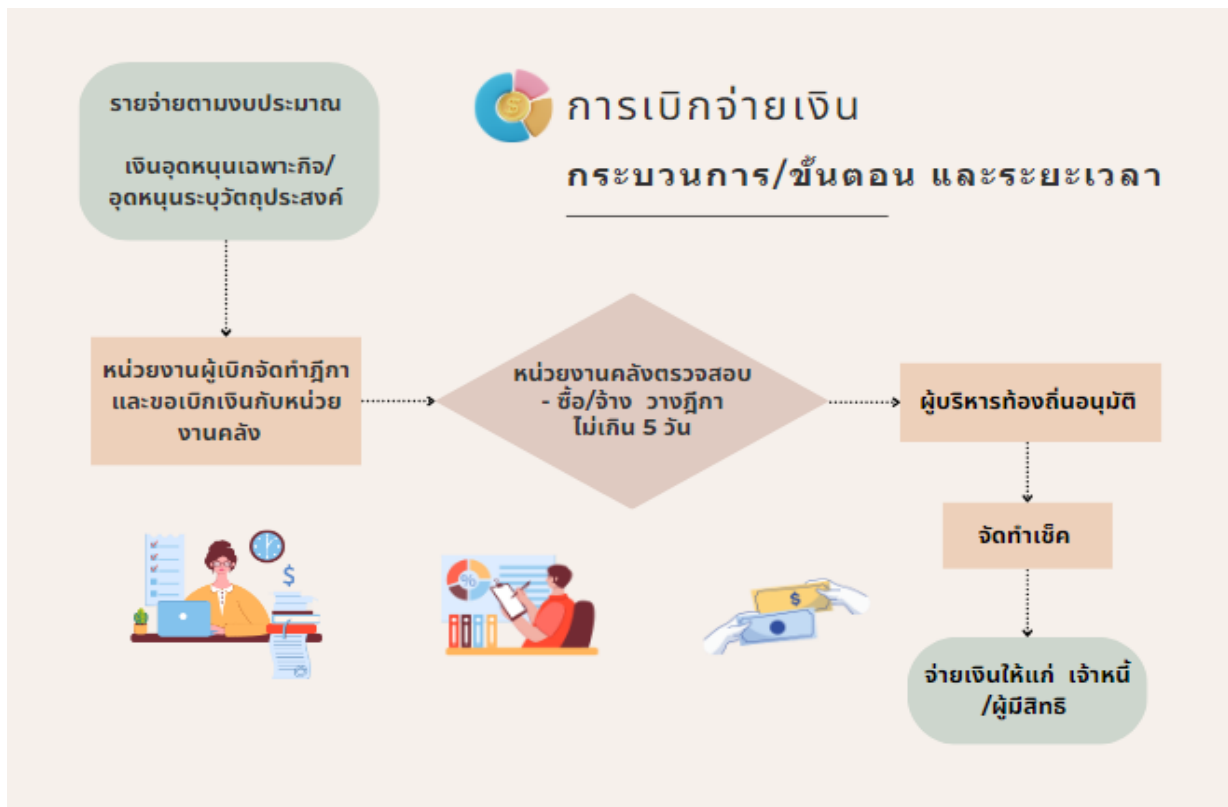 การเบิกจ่ายเงิน
กระบวนการ/ขั้นตอน และระยะเวลา
รายจ่ายตามงบประมาณ
เงินอุดหนุนเฉพาะกิจ/
อุดหนุนระบุวัตถุประสงค์
หน่วยงานผู้เบิกจัดทำฎีกา
และขอเบิกเงินกับหน่วย
งานคลัง
หน่วยงานคลังตรวจสอบ
- ซื้อ/จ้าง วางฎีกา
ไม่เกิน 5 วัน
ผู้บริหารท้องถิ่นอนุมัติ
จัดทำเช็ค
จ่ายเงินให้แก่ เจ้าหนี้
/ผู้มีสิทธิ
$
%
$
$